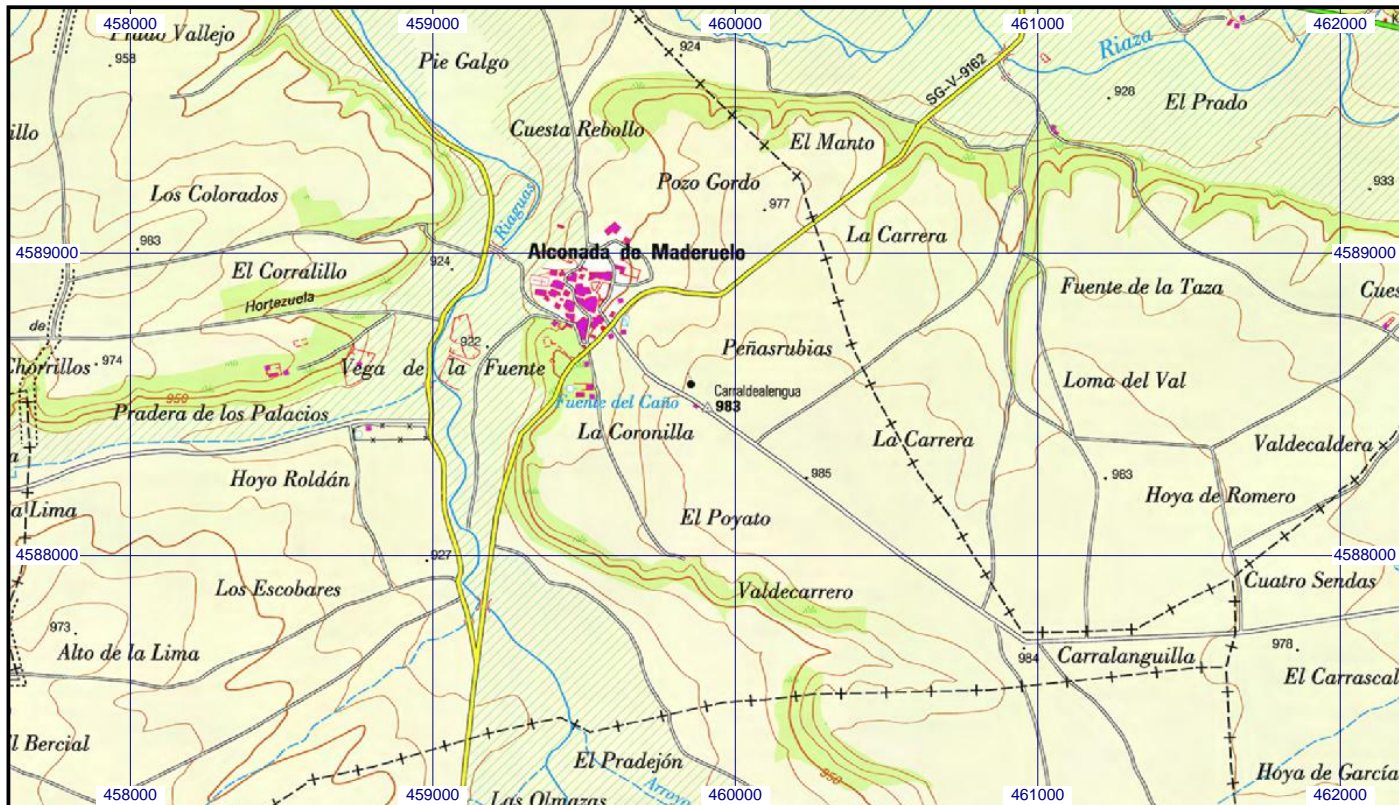 458000
459000
460000
461000
462000
Prado Vallejo
958
Pie Galgo
924
Riaza
SG-V-9162
928
El Prado
illo
Cuesta Rebollo
El Manto
Los Colorados
Pozo Gordo
933
Riaguas
977
983
La Carrera
4589000
Alconada de Maderuelo
4589000
924
El Corralillo
Hortezuela
Fuente de la Taza
Cues
de
922
Peñasrubias
Chorrillos
974
Vega de la Fuente
Carraldealengua
983
Loma del Val
950
Fuente del Caño
Pradera de los Palacios
La Coronilla
La Carrera
Valdecaldera
a
Hoyo Roldán
985
983
Hoya de Romero
a Lima
El Poyato
4588000
927
4588000
Los Escobares
Valdecarrero
Cuatro Sendas
973
Alto de la Lima
984
Carralanguilla
978
El Carrascal
l Bercial
El Pradejón
950
Hoya de García
Las Olmazas
Arroyo
458000
459000
460000
461000
462000